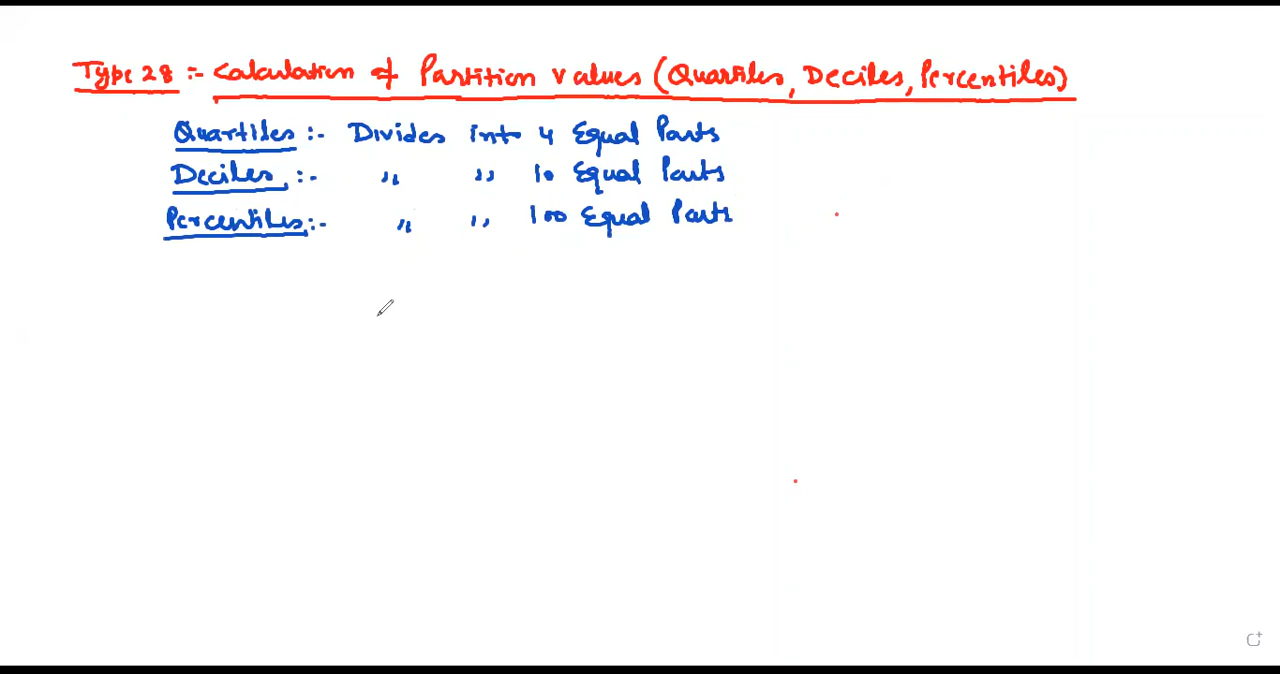 Type 28 :- Calculation of Partition Values (Quartiles, Deciles, Percentiles)
Quartiles :- Divides into 4 Equal Parts
Deciles :- " " 10 Equal Parts
Percentiles :- " " 100 Equal Parts